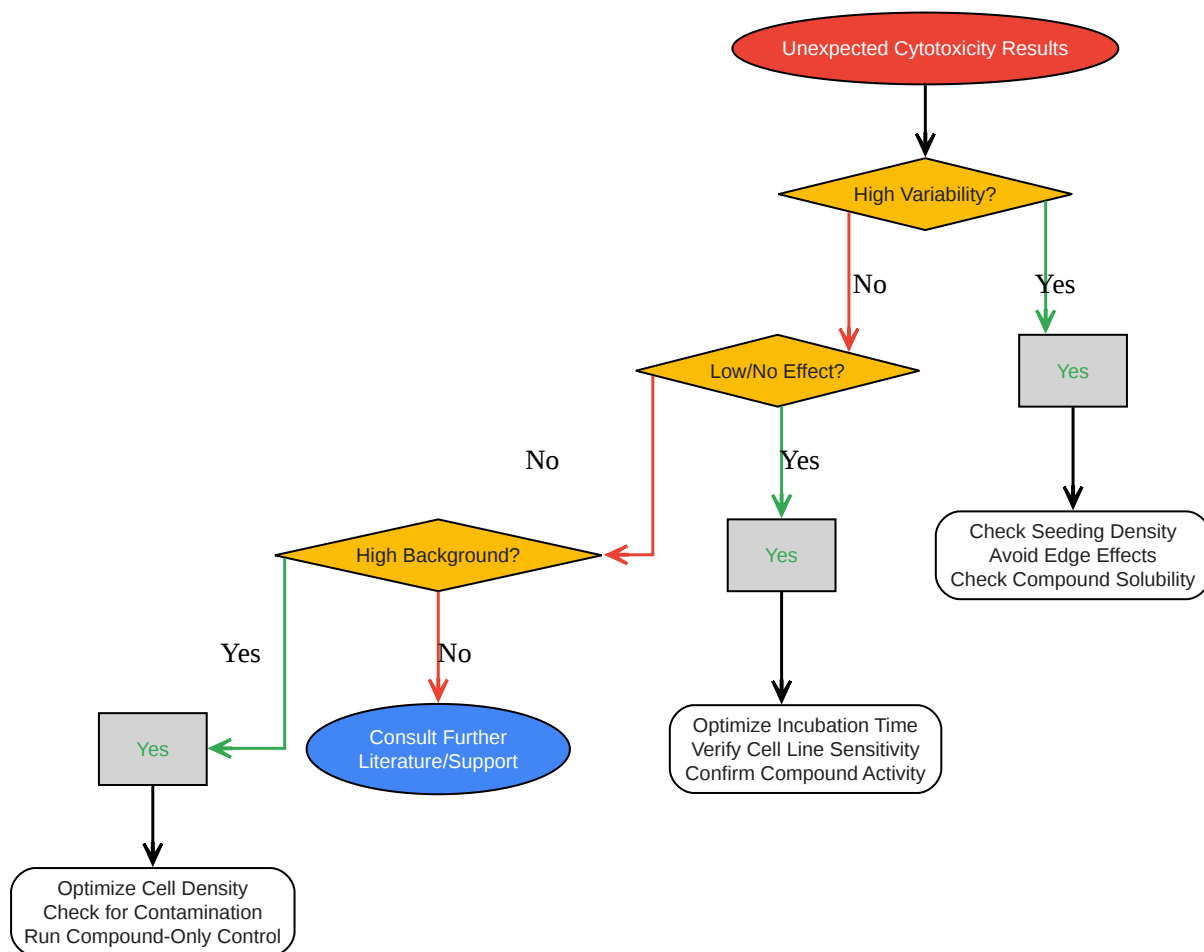 Unexpected Cytotoxicity Results
High Variability?
No
Yes
Low/No Effect?
Yes
No
Yes
Check Seeding Density
Avoid Edge Effects
Check Compound Solubility
High Background?
Yes
Yes
No
Optimize Incubation Time
Verify Cell Line Sensitivity
Confirm Compound Activity
Consult Further
Literature/Support
Yes
Optimize Cell Density
Check for Contamination
Run Compound-Only Control